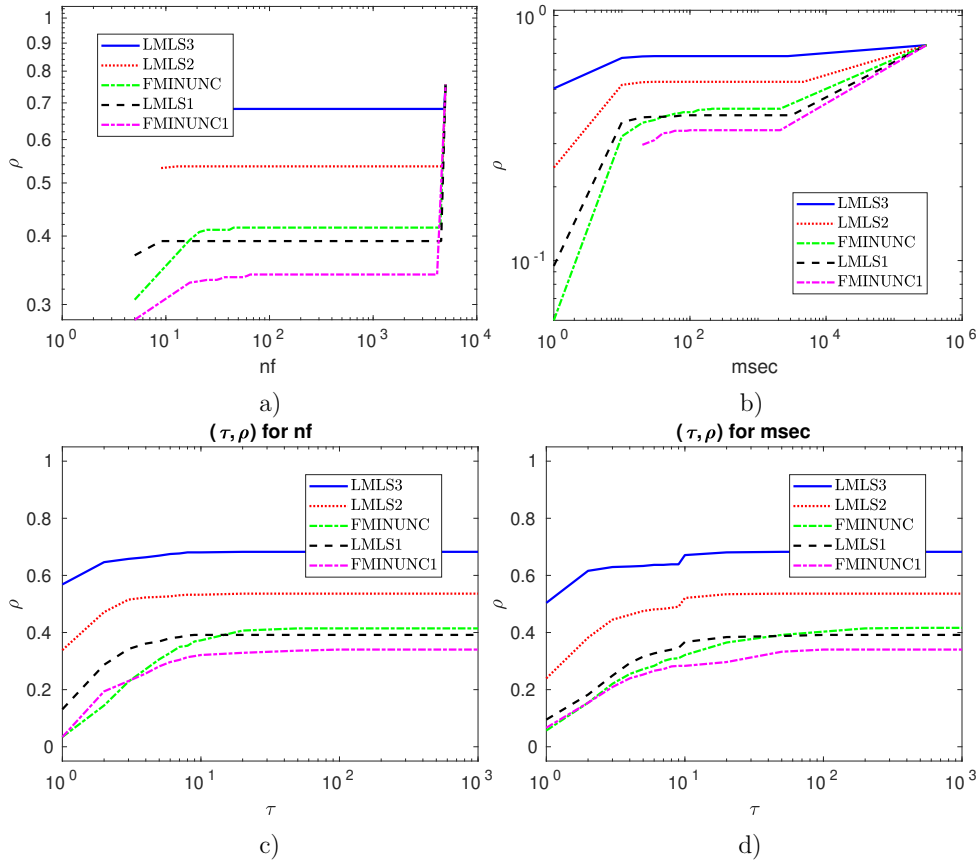 1
0.9
0.8
0.7
0.6
0.5
0.4
0.3
ρ
LMLS3
LMLS2
FMINUNC
LMLS1
FMINUNC1
10^0
10^1
10^2
10^3
10^4
nf
a)
10^0
10^-1
ρ
LMLS3
LMLS2
FMINUNC
LMLS1
FMINUNC1
10^0
10^2
10^4
10^6
msec
b)
(τ, ρ) for nf
1
0.8
0.6
0.4
0.2
0
ρ
LMLS3
LMLS2
FMINUNC
LMLS1
FMINUNC1
10^0
10^1
10^2
10^3
τ
c)
(τ, ρ) for msec
1
0.8
0.6
0.4
0.2
0
ρ
LMLS3
LMLS2
FMINUNC
LMLS1
FMINUNC1
10^0
10^1
10^2
10^3
τ
d)